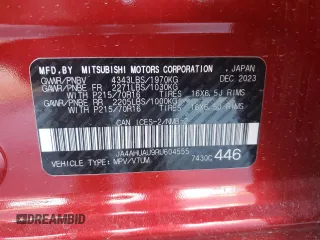 MFD.BY MITSUBISHI MOTORS CORPORATION , JAPAN
GVWR/PNBV 4343LBS/1970KG DEC 2023
GAWR/PNBE FR 2271LBS/1030KG
WITH P215/70R16 TIRES 16X6.5J RIMS
GAWR/PNBE RR 2205LBS/1000KG
WITH P215/70R16 TIRES 16X6.5J RIMS
CAN ICES-2/NMB-2
JA4AHUAU9RU604555
VEHICLE TYPE: MPV/VTUM 7430C 446
DIDACARBID